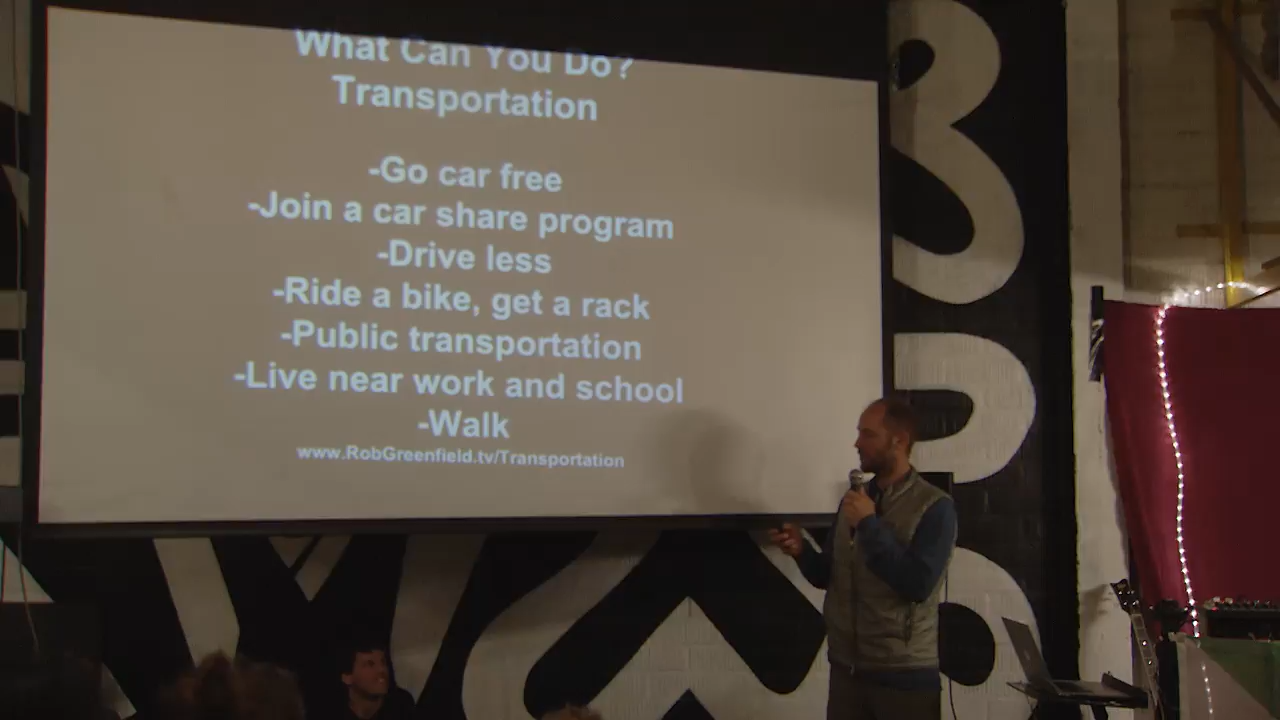 What Can You Do?
Transportation
-Go car free
-Join a car share program
-Drive less
-Ride a bike, get a rack
-Public transportation
-Live near work and school
-Walk
www.RobGreenfield.tv/Transportation